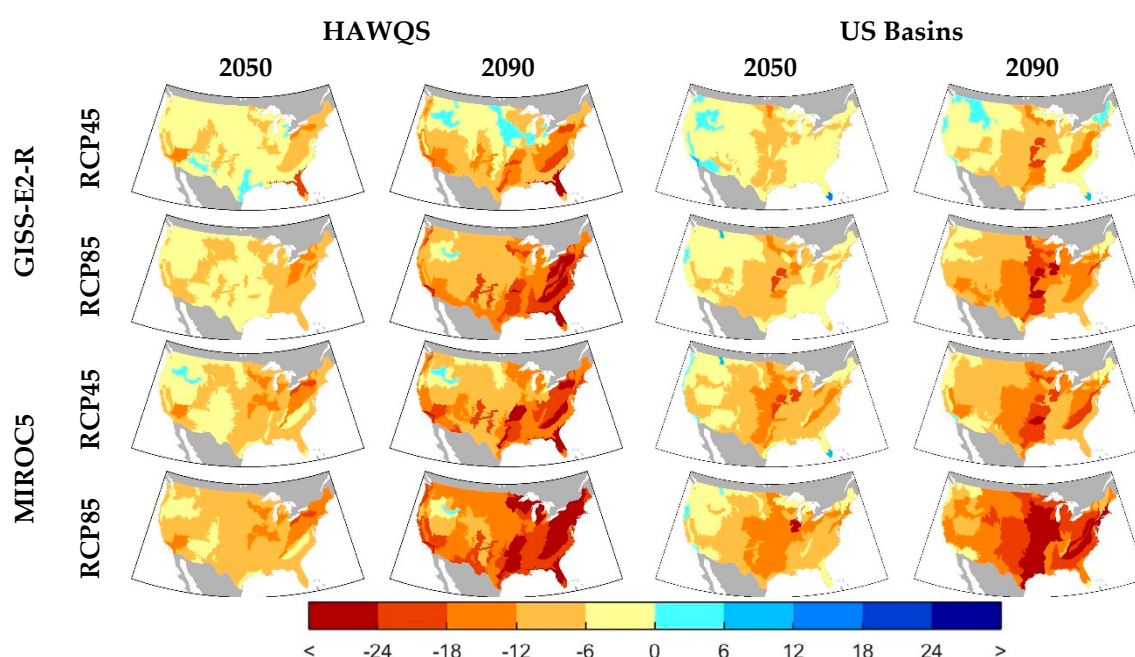 HAWQS US Basins
2050 2090 2050 2090
GISS-E2-R
RCP45
RCP85
MIROC5
RCP45
RCP85
< -24 -18 -12 -6 0 6 12 18 24 >